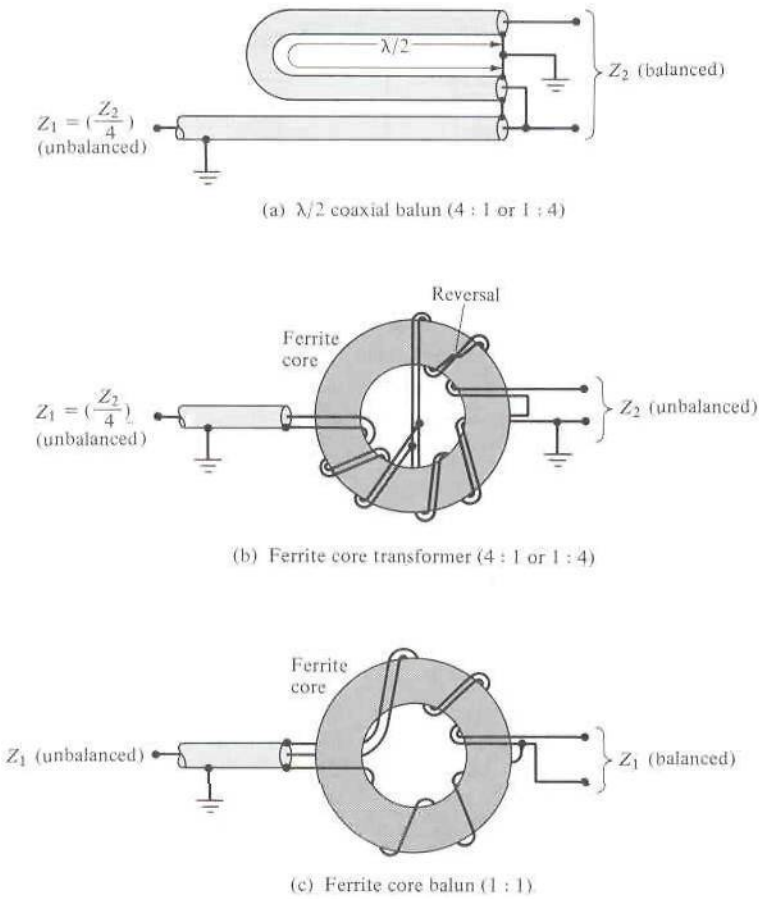 λ/2
Z₂ (balanced)
Z₁ = (Z₂/4)
(unbalanced)
(a) λ/2 coaxial balun (4 : 1 or 1 : 4)
Reversal
Ferrite
core
Z₁ = (Z₂/4)
(unbalanced)
Z₂ (unbalanced)
(b) Ferrite core transformer (4 : 1 or 1 : 4)
Ferrite
core
Z₁ (unbalanced)
Z₁ (balanced)
(c) Ferrite core balun (1 : 1)